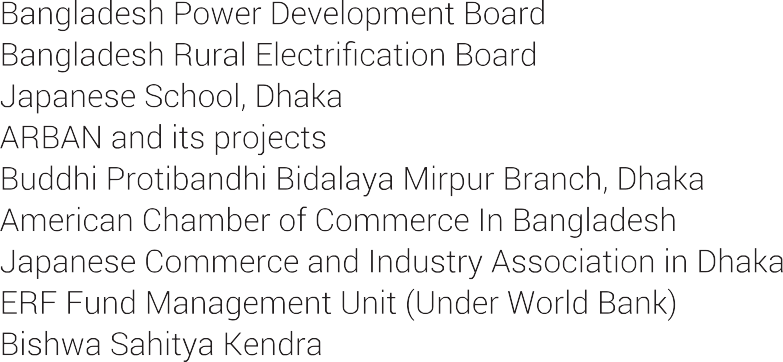 Bangladesh Power Development Board
Bangladesh Rural Electrification Board
Japanese School, Dhaka
ARBAN and its projects
Buddhi Protibandhi Bidalaya Mirpur Branch, Dhaka
American Chamber of Commerce In Bangladesh
Japanese Commerce and Industry Association in Dhaka
ERF Fund Management Unit (Under World Bank)
Bishwa Sahitya Kendra